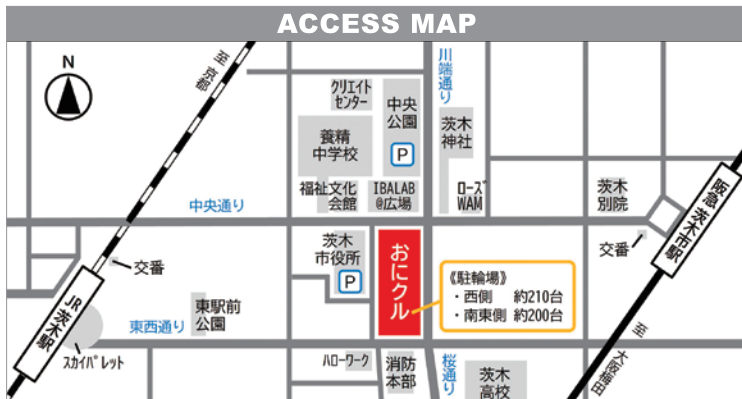 ACCESS MAP
N
至 京都
川端通り
クリエイト
センター
中央
公園
P
養精
中学校
茨木
神社
福祉文化
会館
IBALAB
@広場
ローズ
WAM
茨木
別院
中央通り
阪急 茨木市駅
交番
茨木
市役所
P
おにクル
《駐輪場》
・西側 約210台
・南東側 約200台
交番
JR 茨木駅
東駅前
公園
東西通り
スカイパレット
ハローワーク
消防
本部
桜通り
茨木
高校
至 大阪梅田